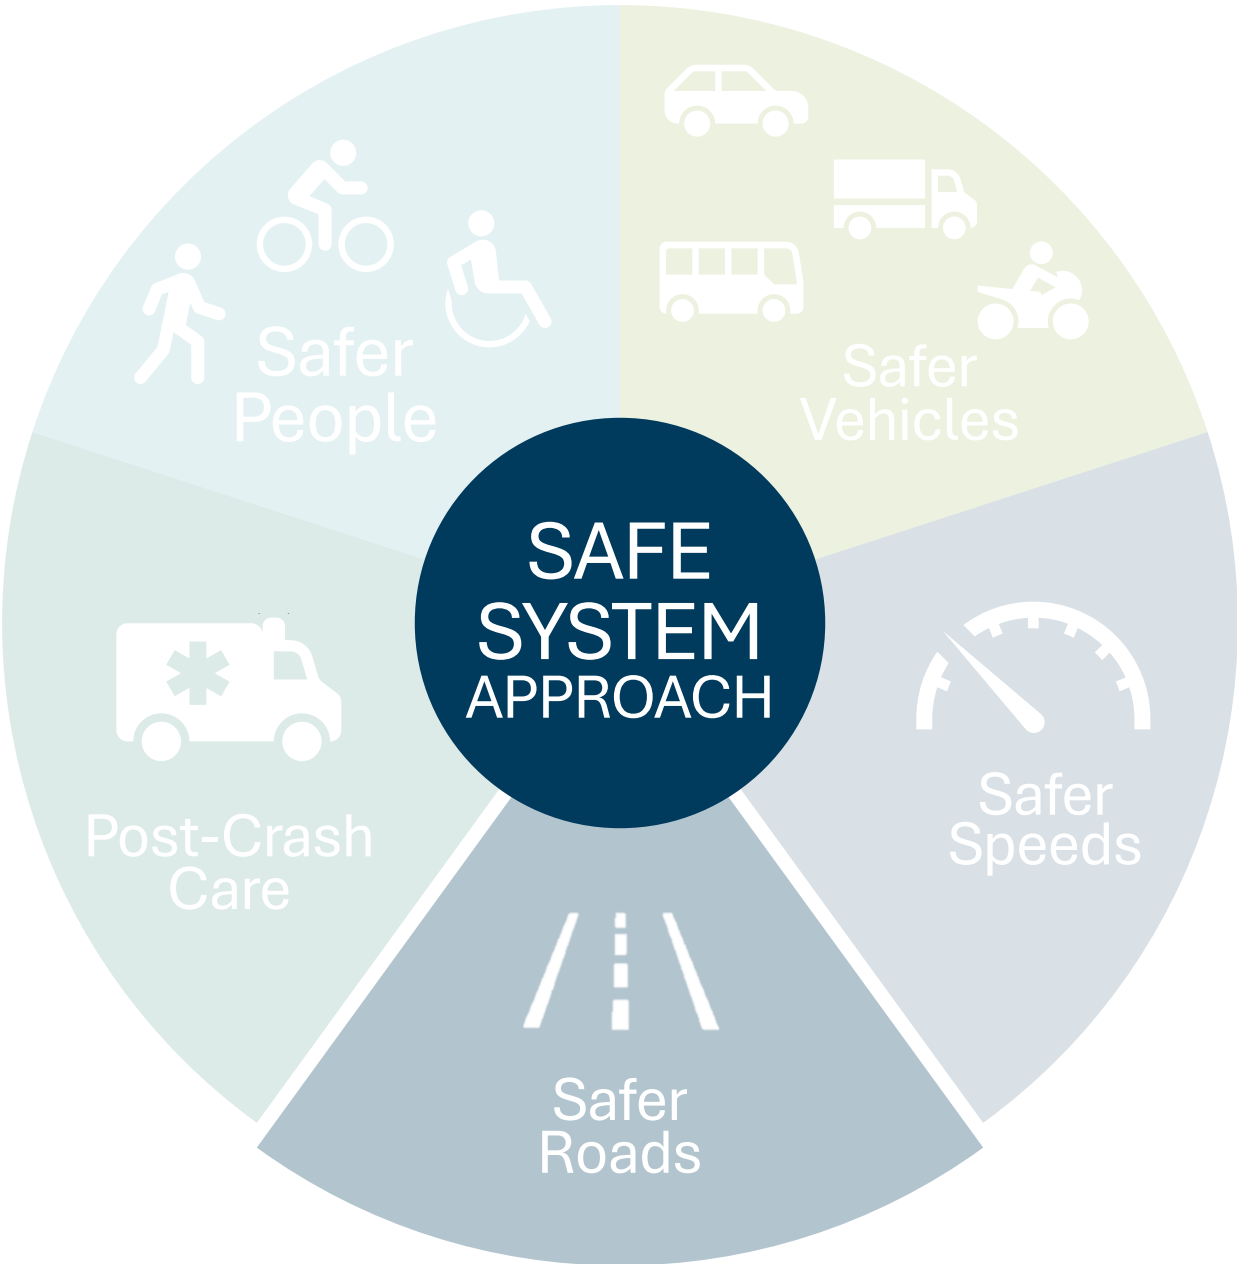 Safer
People
Safer
Vehicles
SAFE
SYSTEM
APPROACH
Post-Crash
Care
Safer
Speeds
Safer
Roads